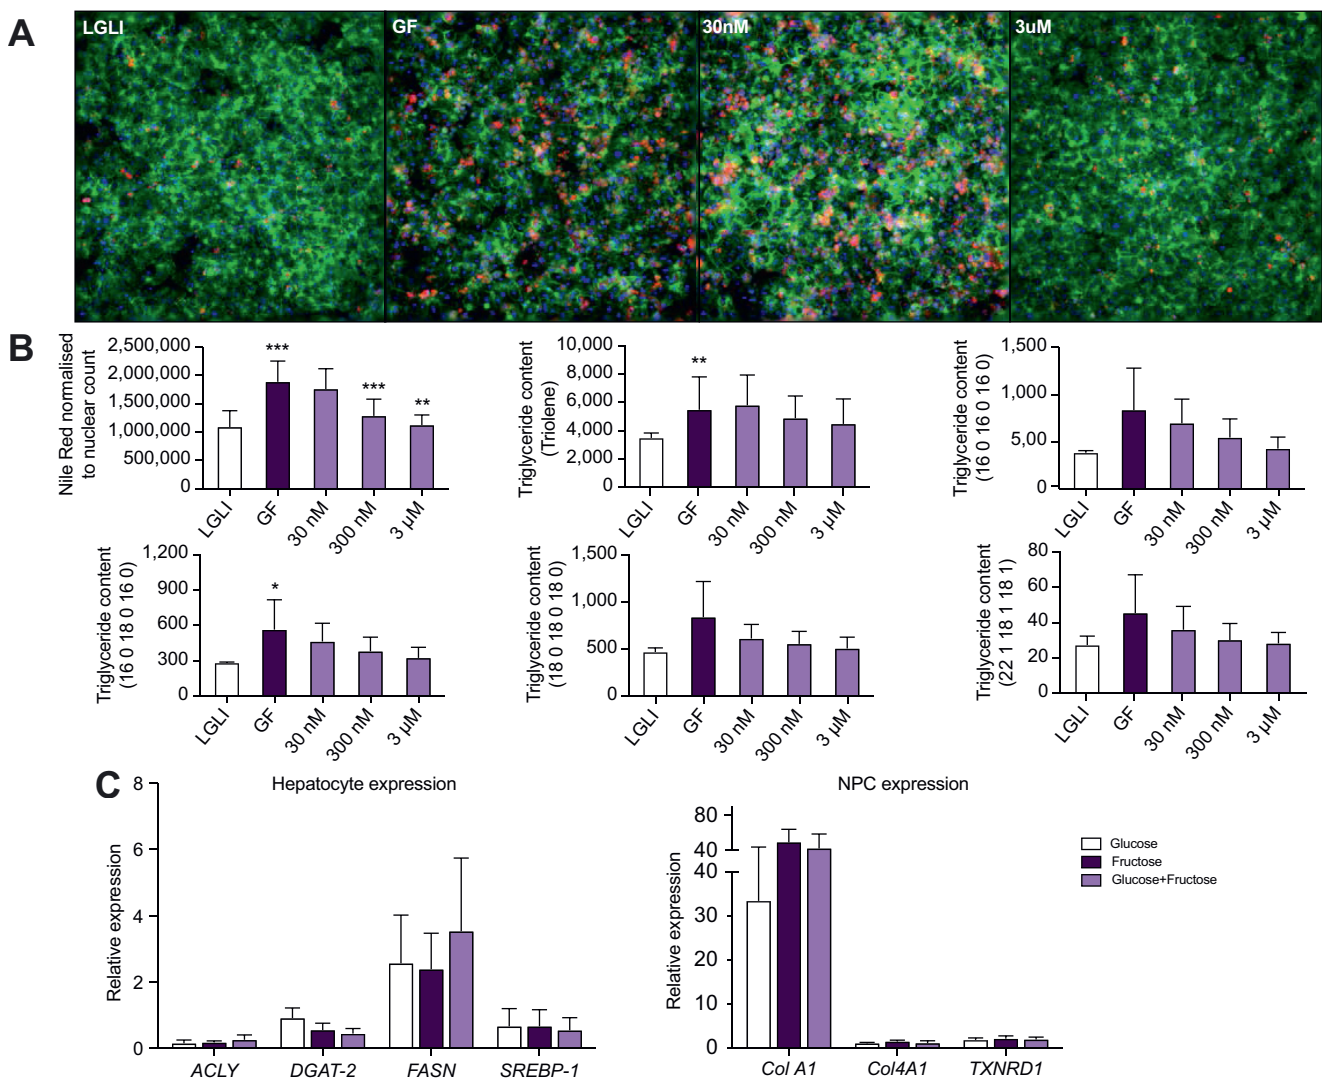 A
LGLI
GF
30nM
3uM
B
Nile Red normalised
to nuclear count
2,500,000
2,000,000
1,500,000
1,000,000
500,000
0
***
***
**
LGLI
GF
30 nM
300 nM
3 µM
Triglyceride content
(Triolene)
10,000
8,000
6,000
4,000
2,000
0
**
LGLI
GF
30 nM
300 nM
3 µM
Triglyceride content
(16 0 16 0 16 0)
1,500
1,000
5,00
0
LGLI
GF
30 nM
300 nM
3 µM
Triglyceride content
(16 0 18 0 16 0)
1,200
900
600
300
0
*
LGLI
GF
30 nM
300 nM
3 µM
Triglyceride content
(18 0 18 0 18 0)
1,500
1,000
500
0
LGLI
GF
30 nM
300 nM
3 µM
Triglyceride content
(22 1 18 1 18 1)
80
60
40
20
0
LGLI
GF
30 nM
300 nM
3 µM
C
Hepatocyte expression
Relative expression
8
6
4
2
0
ACLY
DGAT-2
FASN
SREBP-1
NPC expression
Relative expression
80
40
40
30
20
10
0
Col A1
Col4A1
TXNRD1
Glucose
Fructose
Glucose+Fructose